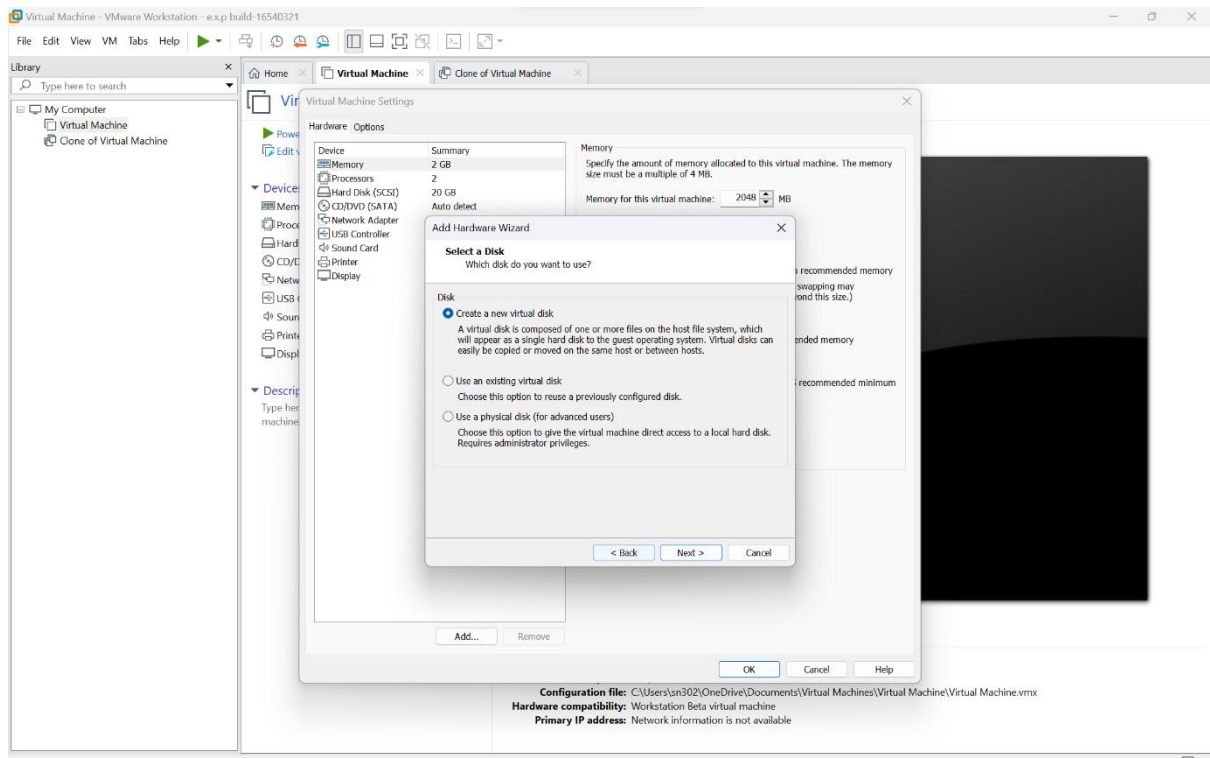 Virtual Machine - VMware Workstation - e.x.p build-16540321
File Edit View VM Tabs Help
Library
Type here to search
My Computer
Virtual Machine
Clone of Virtual Machine
Home
Virtual Machine
Clone of Virtual Machine
Devices
Descrip
Type her
machine
Virtual Machine Settings
Hardware Options
Device Summary
Memory 2 GB
Processors 2
Hard Disk (SCSI) 20 GB
CD/DVD (SATA) Auto detect
Network Adapter
USB Controller
Sound Card
Printer
Display
Memory
Specify the amount of memory allocated to this virtual machine. The memory
size must be a multiple of 4 MB.
Memory for this virtual machine: 2048 MB
recommended memory
swapping may
ond this size.)
ended memory
recommended minimum
Add Hardware Wizard
Select a Disk
Which disk do you want to use?
Disk
Create a new virtual disk
A virtual disk is composed of one or more files on the host file system, which
will appear as a single hard disk to the guest operating system. Virtual disks can
easily be copied or moved on the same host or between hosts.
Use an existing virtual disk
Choose this option to reuse a previously configured disk.
Use a physical disk (for advanced users)
Choose this option to give the virtual machine direct access to a local hard disk.
Requires administrator privileges.
< Back Next > Cancel
Add... Remove
OK Cancel Help
Configuration file: C:\Users\sn302\OneDrive\Documents\Virtual Machines\Virtual Machine\Virtual Machine.vmx
Hardware compatibility: Workstation Beta virtual machine
Primary IP address: Network information is not available